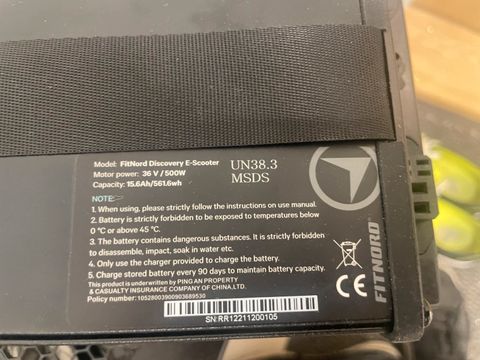 Model: FitNord Discovery E-Scooter
Motor power: 36 V / 500W
Capacity: 15.6Ah/561.6wh
UN38.3
MSDS
NOTE:
1. When using, please strictly follow the instructions on use manual.
2. Battery is strictly forbidden to be exposed to temperatures below
0 °C or above 45 °C.
3. The battery contains dangerous substances. It is strictly forbidden
to disassemble, impact, soak in water etc.
4. Only use the charger provided to charge the battery.
5. Charge stored battery every 90 days to maintain battery capacity.
This product is underwritten by PING AN PROPERTY
& CASUALTY INSURANCE COMPANY OF CHINA.LTD.
Policy number: 10528003900903689530
SN:RR12211200105
CE
FITNORD